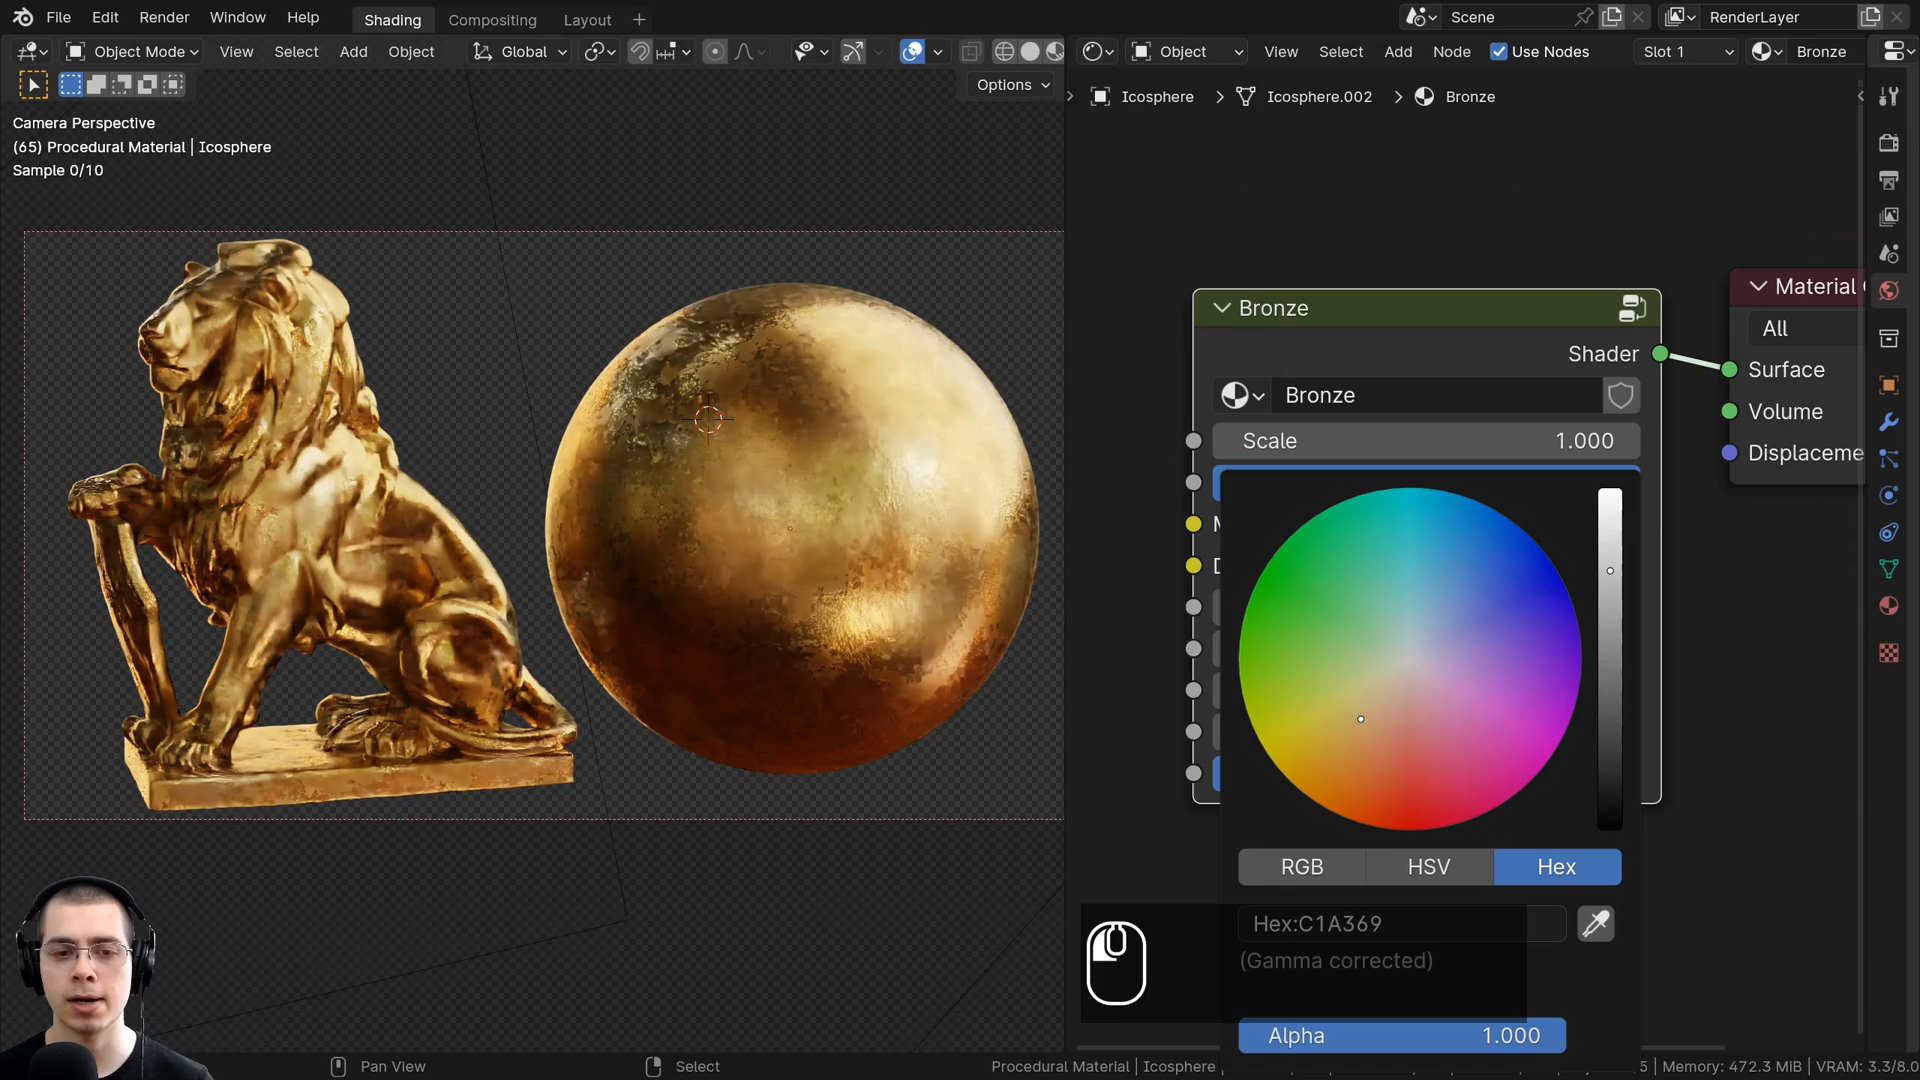 File Edit Render Window Help Shading Compositing Layout + Scene RenderLayer
Object Mode View Select Add Object Global Object View Select Add Node Use Nodes Slot 1 Bronze
Options
Icosphere > Icosphere.002 > Bronze
Camera Perspective
(65) Procedural Material | Icosphere
Sample 0/10
Bronze
Material
All
Shader
Surface
Bronze
Volume
Scale 1.000
Displaceme
M
D
RGB HSV Hex
Hex:C1A369
(Gamma corrected)
Alpha 1.000
Pan View Select Procedural Material | Icosphere 5 | Memory: 472.3 MiB | VRAM: 3.3/8.0